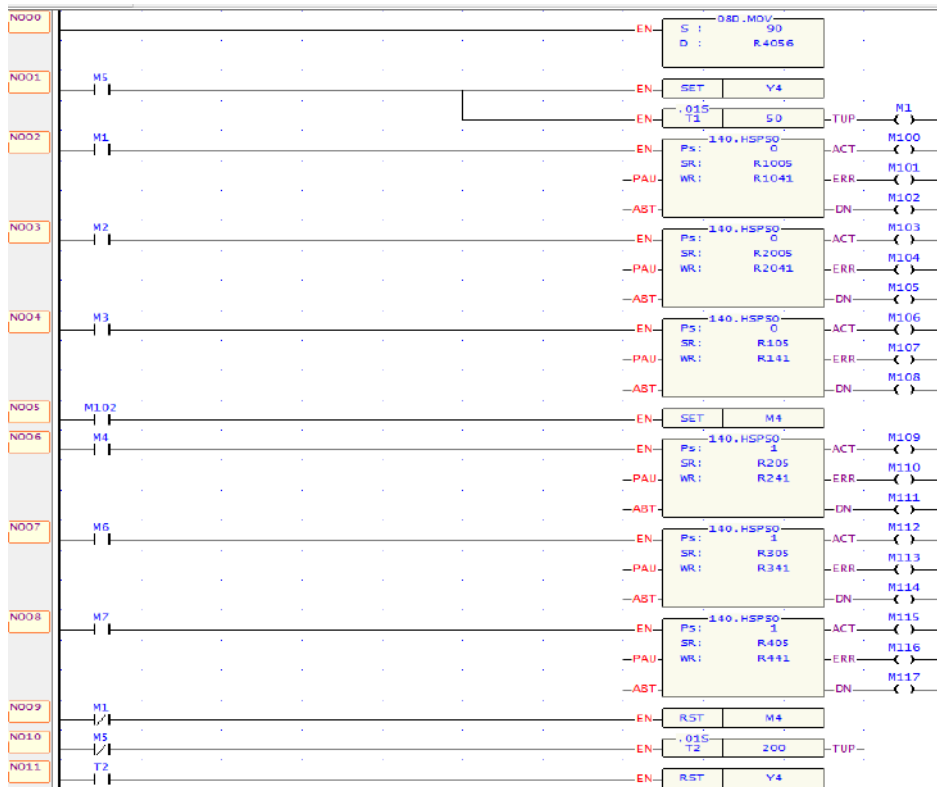 N000
08D.MOV
EN S : 90
D : R4056
N001
M5
EN SET Y4
.01S
EN T1 50 TUP M1
N002
M1 M100
140.HSPSO
EN Ps: 0 ACT
SR: R1005 M101
PAU WR: R1041 ERR
M102
ABT DN
N003
M2 M103
140.HSPSO
EN Ps: 0 ACT
SR: R2005 M104
PAU WR: R2041 ERR
M105
ABT DN
N004
M3 M106
140.HSPSO
EN Ps: 0 ACT
SR: R105 M107
PAU WR: R141 ERR
M108
ABT DN
N005
M102
EN SET M4
N006
M4 M109
140.HSPSO
EN Ps: 1 ACT
SR: R205 M110
PAU WR: R241 ERR
M111
ABT DN
N007
M6 M112
140.HSPSO
EN Ps: 1 ACT
SR: R305 M113
PAU WR: R341 ERR
M114
ABT DN
N008
M7 M115
140.HSPSO
EN Ps: 1 ACT
SR: R405 M116
PAU WR: R441 ERR
M117
ABT DN
N009
M1
EN RST M4
N010
M5
.01S
EN T2 200 TUP
N011
T2
EN RST Y4